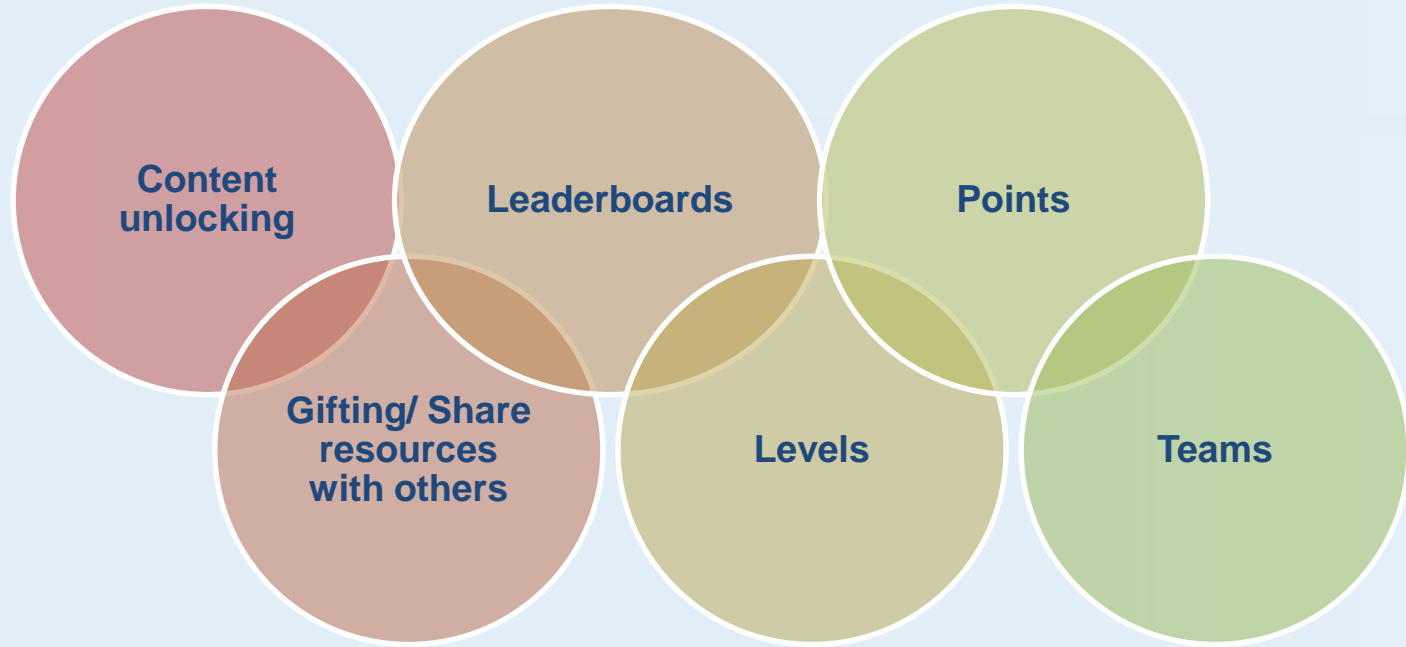 Content
unlocking
Leaderboards
Points
Gifting/ Share
resources
with others
Levels
Teams